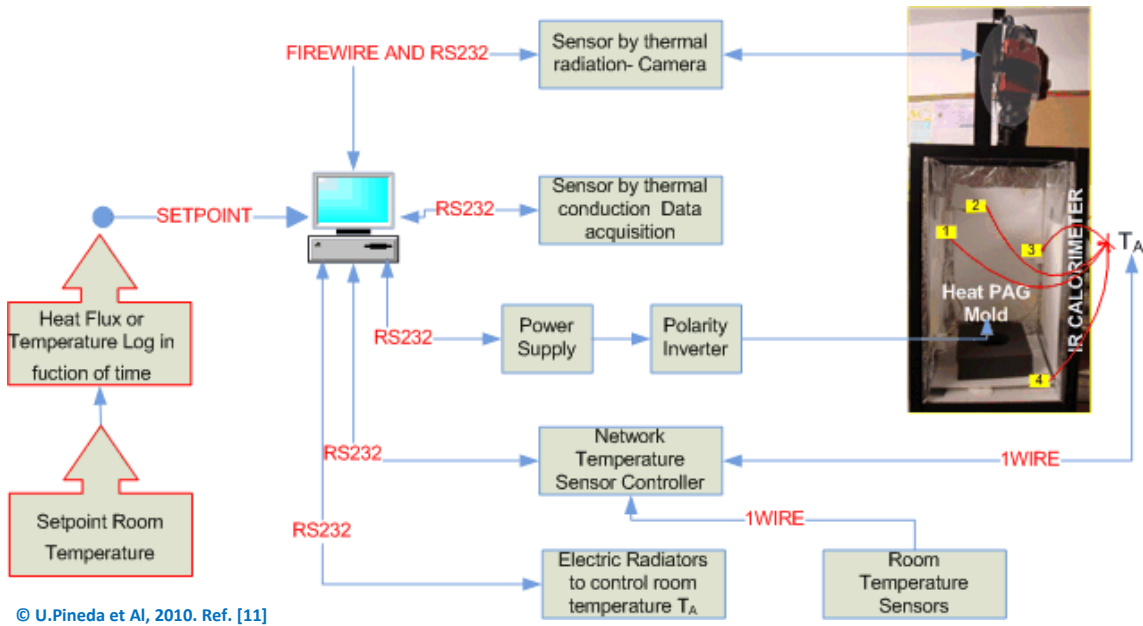 FIREWIRE AND RS232
Sensor by thermal
radiation- Camera
SETPOINT
RS232
Sensor by thermal
conduction Data
acquisition
2
1
3
T_A
IR CALORIMETER
Heat PAG
Mold
4
Heat Flux or
Temperature Log in
fuction of time
RS232
Power
Supply
Polarity
Inverter
Setpoint Room
Temperature
RS232
Network
Temperature
Sensor Controller
1WIRE
RS232
1WIRE
Electric Radiators
to control room
temperature T_A
Room
Temperature
Sensors
© U.Pineda et Al, 2010. Ref. [11]